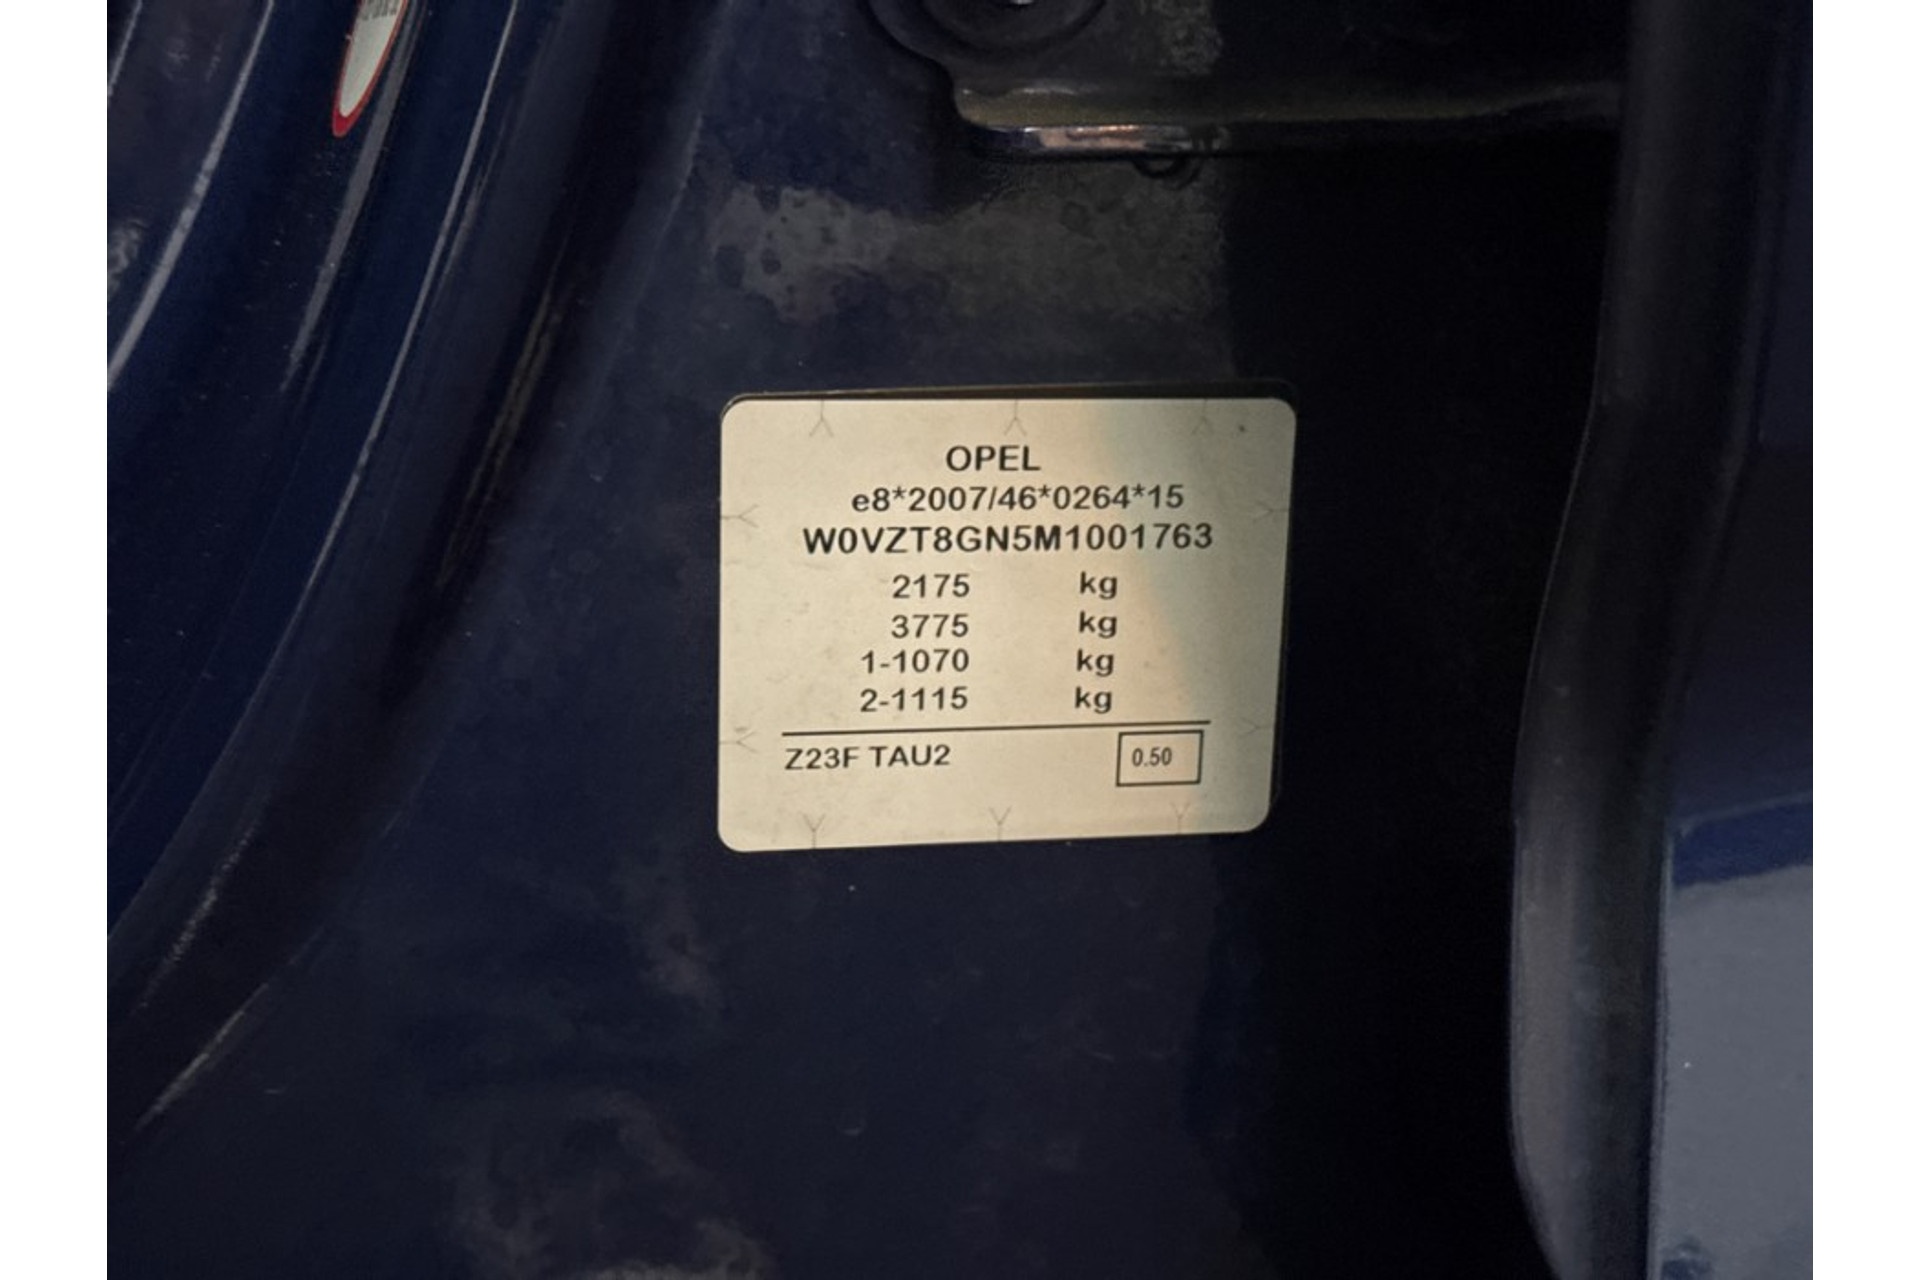 OPEL
e8*2007/46*0264*15
W0VZT8GN5M1001763
2175 kg
3775 kg
1-1070 kg
2-1115 kg
Z23F TAU2 0.50